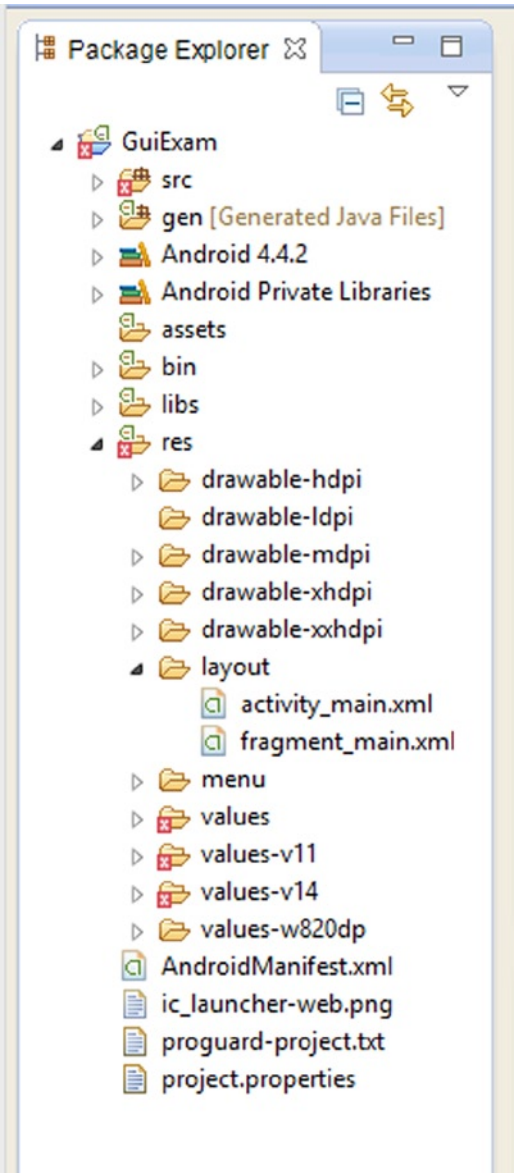 Package Explorer
GuiExam
src
gen [Generated Java Files]
Android 4.4.2
Android Private Libraries
assets
bin
libs
res
drawable-hdpi
drawable-ldpi
drawable-mdpi
drawable-xhdpi
drawable-xxhdpi
layout
activity_main.xml
fragment_main.xml
menu
values
values-v11
values-v14
values-w820dp
AndroidManifest.xml
ic_launcher-web.png
proguard-project.txt
project.properties